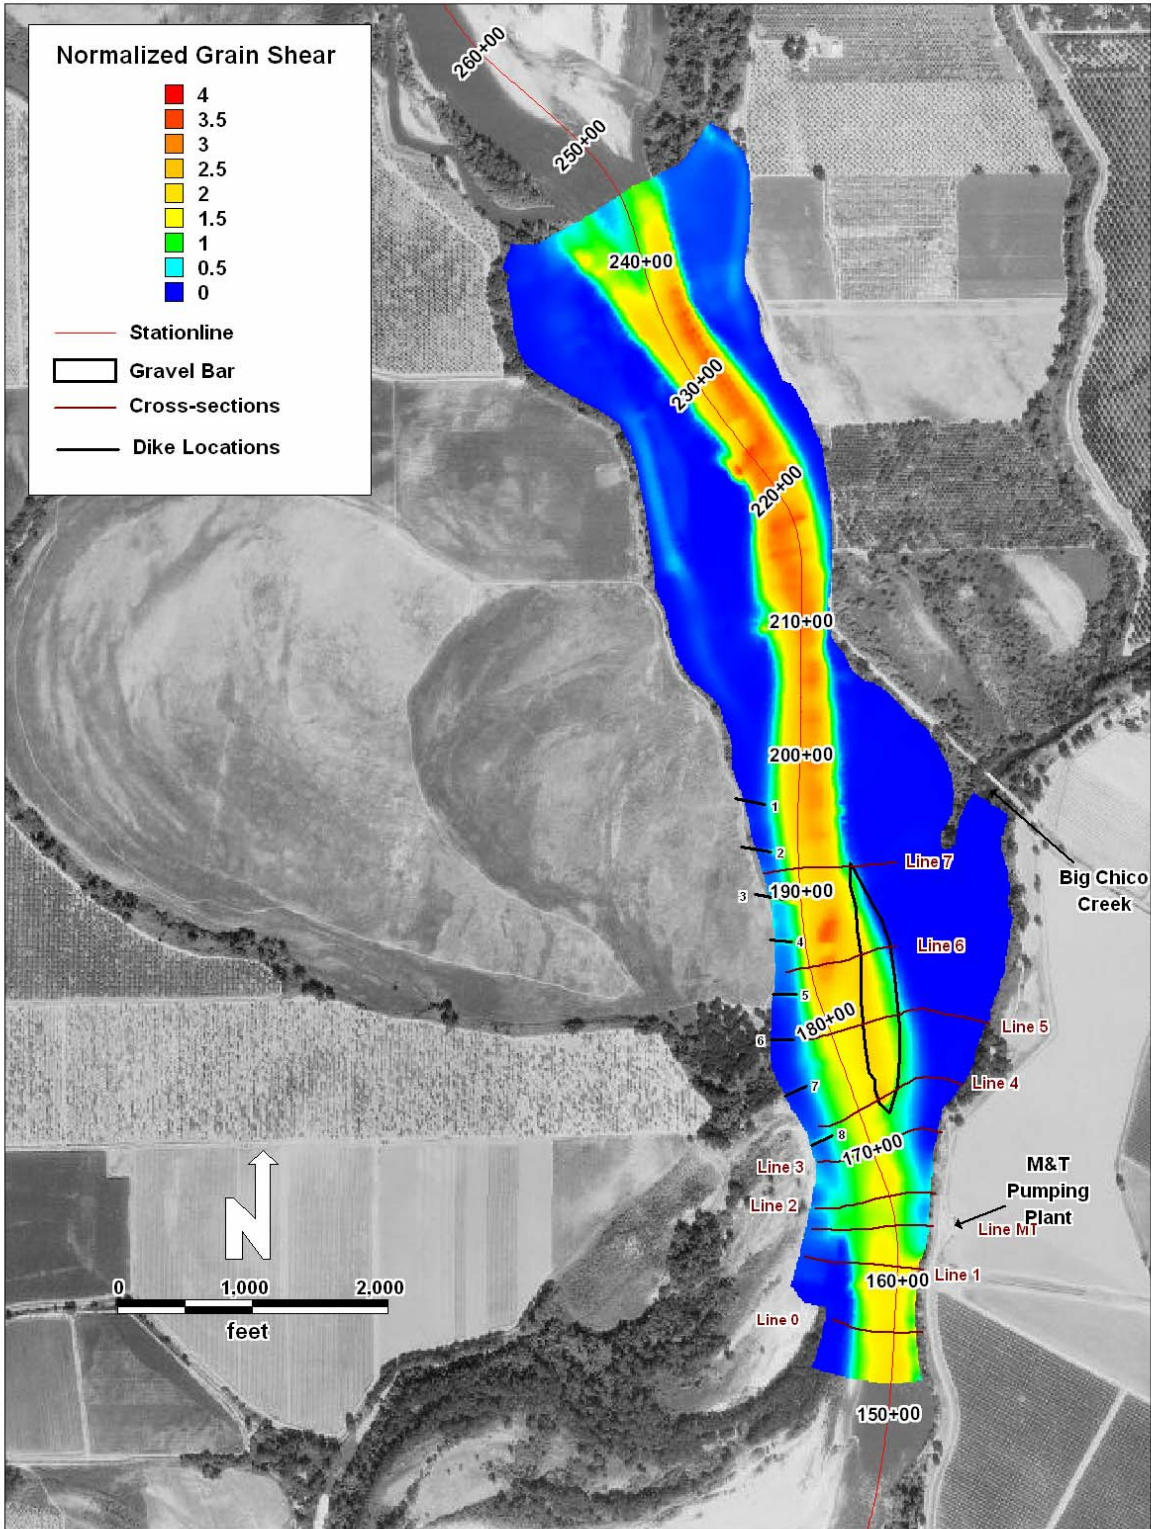 Normalized Grain Shear
4
3.5
3
2.5
2
1.5
1
0.5
0
Stationline
Gravel Bar
Cross-sections
Dike Locations
260+00
250+00
240+00
230+00
220+00
210+00
200+00
1
2
Line 7
190+00
3
Big Chico
Creek
4
Line 6
5
180+00
Line 5
6
7
Line 4
8
170+00
Line 3
M&T
Pumping
Plant
Line 2
Line MT
Line 1
160+00
N
0 1,000 2,000
feet
Line 0
150+00